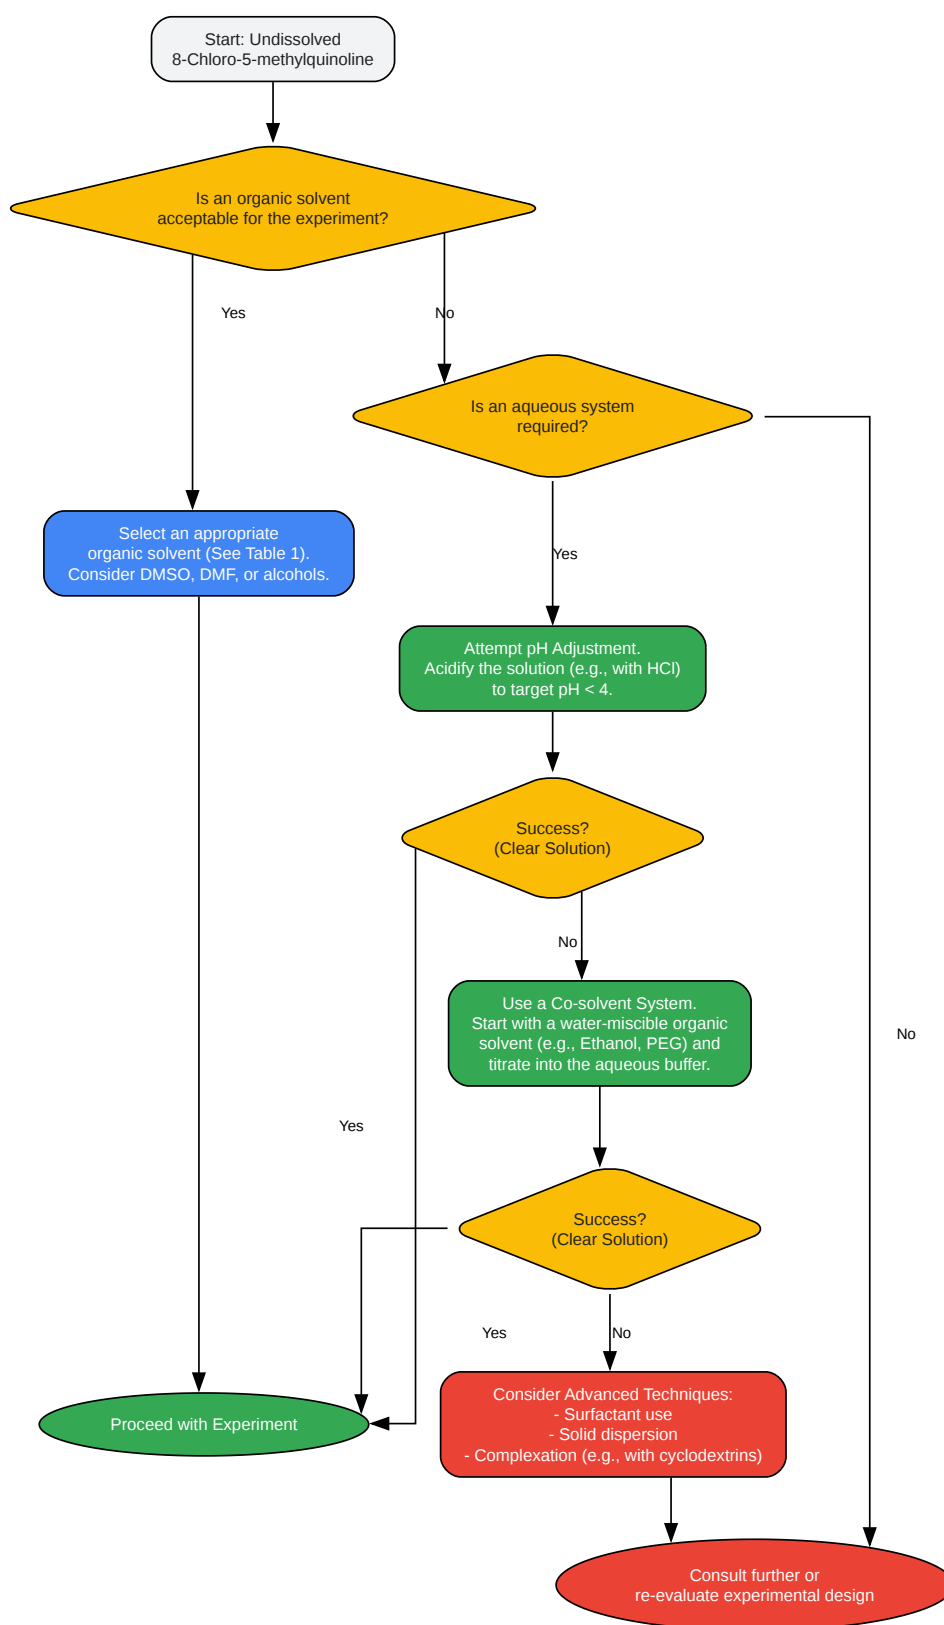 Start: Undissolved
8-Chloro-5-methylquinoline
Is an organic solvent
acceptable for the experiment?
Yes
No
Is an aqueous system
required?
Select an appropriate
organic solvent (See Table 1).
Consider DMSO, DMF, or alcohols.
Yes
Attempt pH Adjustment.
Acidify the solution (e.g., with HCl)
to target pH < 4.
Success?
(Clear Solution)
No
Use a Co-solvent System.
Start with a water-miscible organic
solvent (e.g., Ethanol, PEG) and
titrate into the aqueous buffer.
No
Yes
Success?
(Clear Solution)
Yes
No
Consider Advanced Techniques:
- Surfactant use
- Solid dispersion
- Complexation (e.g., with cyclodextrins)
Proceed with Experiment
Consult further or
re-evaluate experimental design